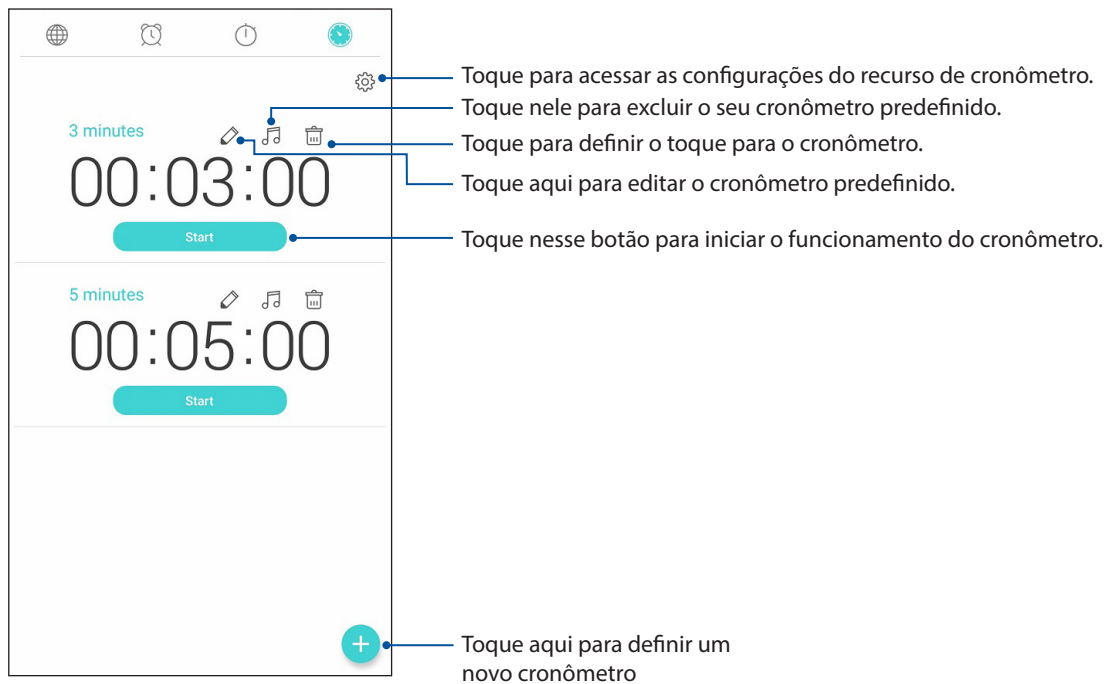 Toque para acessar as configurações do recurso de cronômetro.
Toque nele para excluir o seu cronômetro predefinido.
3 minutes
Toque para definir o toque para o cronômetro.
00:03:00
Toque aqui para editar o cronômetro predefinido.
Start
Toque nesse botão para iniciar o funcionamento do cronômetro.
5 minutes
00:05:00
Start
Toque aqui para definir um
novo cronômetro